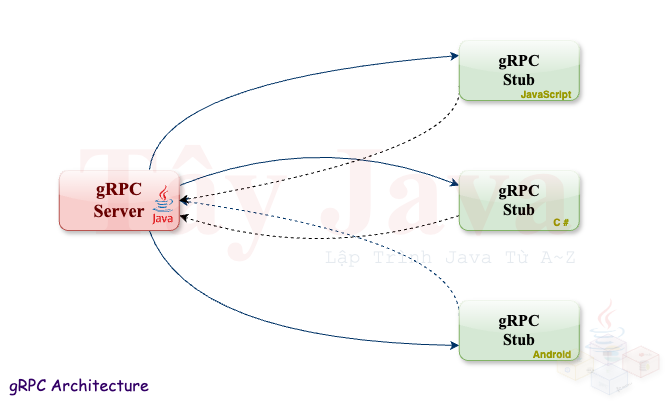 gRPC
Stub
JavaScript
Tây Java
gRPC
Server
Java
gRPC
Stub
C #
Lập Trình Java Từ A~Z
gRPC
Stub
Android
gRPC Architecture